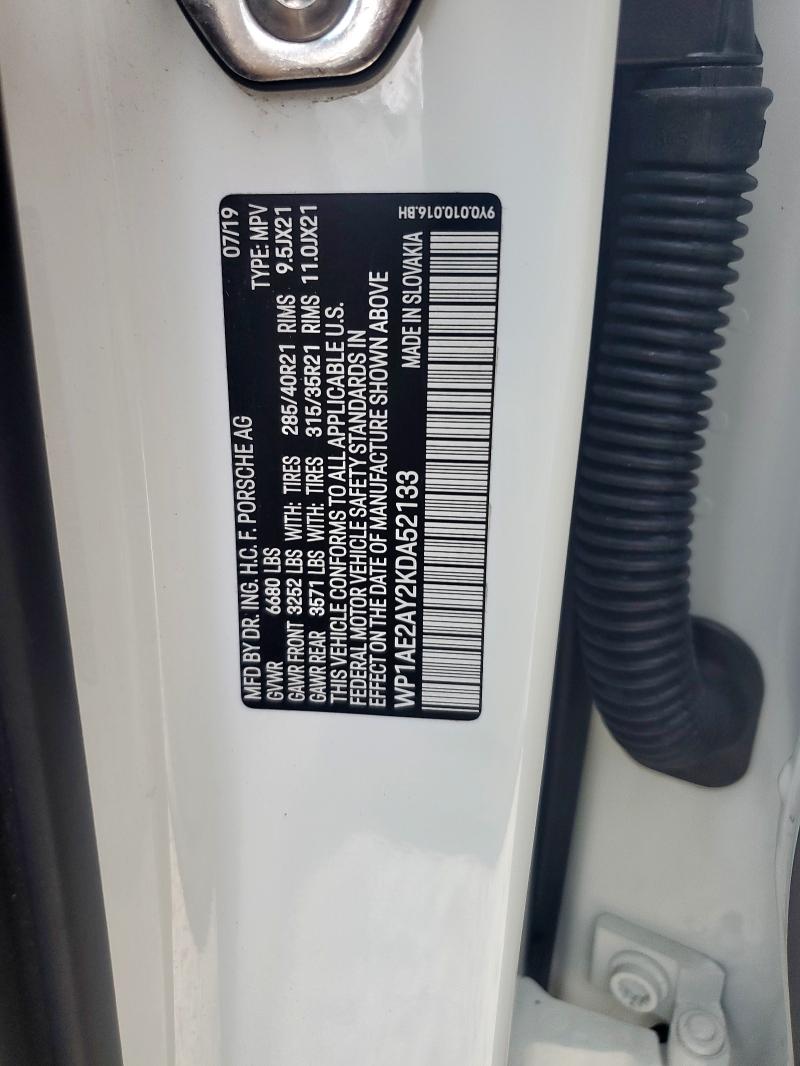 MFD BY DR. ING. H.C. F. PORSCHE AG 07/19
GVWR 6680 LBS TYPE: MPV
GAWR FRONT 3252 LBS WITH: TIRES 285/40R21 RIMS 9.5JX21
GAWR REAR 3571 LBS WITH: TIRES 315/35R21 RIMS 11.0JX21
THIS VEHICLE CONFORMS TO ALL APPLICABLE U.S.
FEDERAL MOTOR VEHICLE SAFETY STANDARDS IN
EFFECT ON THE DATE OF MANUFACTURE SHOWN ABOVE
WP1AE2AY2KDA52133 MADE IN SLOVAKIA
9Y0.010.016.BH